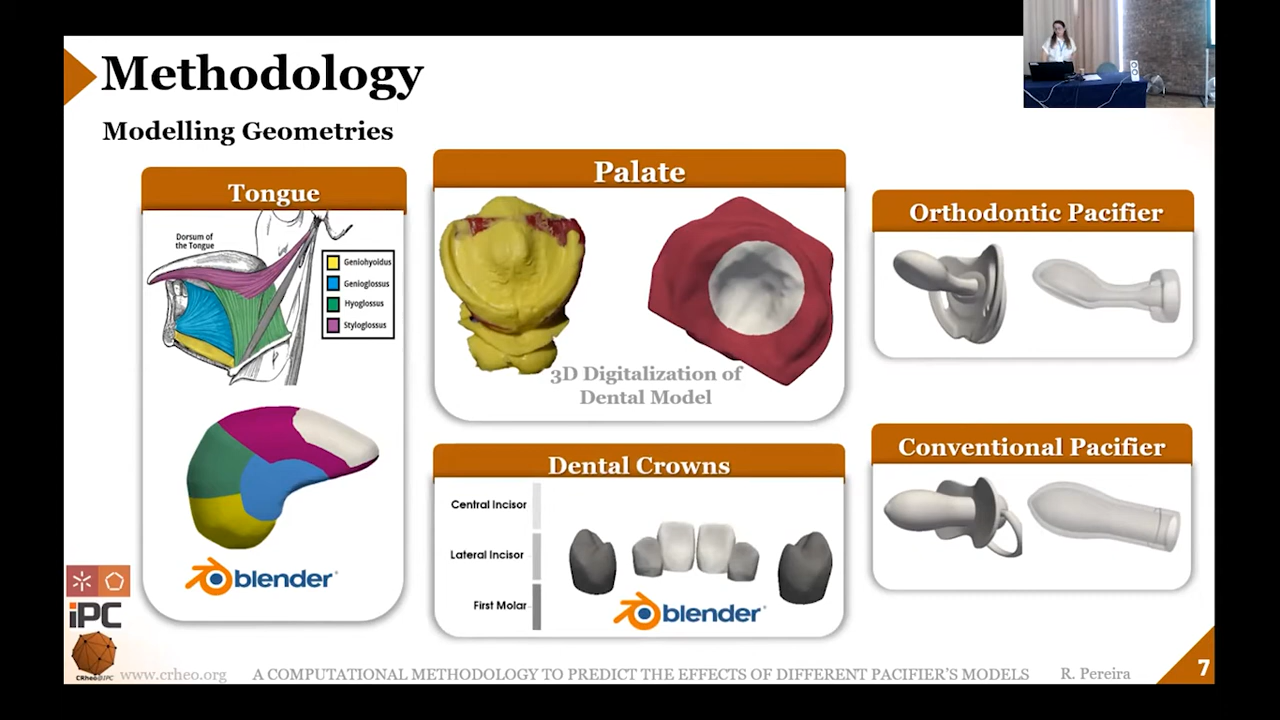 Methodology
Modelling Geometries
Tongue
Dorsum of
the Tongue
Geniohyoidus
Genioglossus
Hyoglossus
Styloglossus
blender
Palate
3D Digitalization of
Dental Model
Dental Crowns
Central Incisor
Lateral Incisor
First Molar
blender
Orthodontic Pacifier
Conventional Pacifier
iPC
CRheo@IPC
www.crheo.org
A COMPUTATIONAL METHODOLOGY TO PREDICT THE EFFECTS OF DIFFERENT PACIFIER'S MODELS
R. Pereira
7